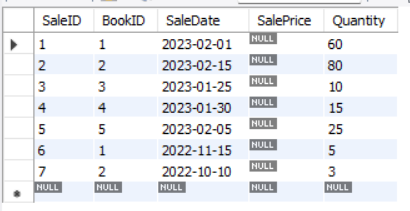 SaleID BookID SaleDate SalePrice Quantity
1 1 2023-02-01 NULL 60
2 2 2023-02-15 NULL 80
3 3 2023-01-25 NULL 10
4 4 2023-01-30 NULL 15
5 5 2023-02-05 NULL 25
6 1 2022-11-15 NULL 5
7 2 2022-10-10 NULL 3
NULL NULL NULL NULL NULL